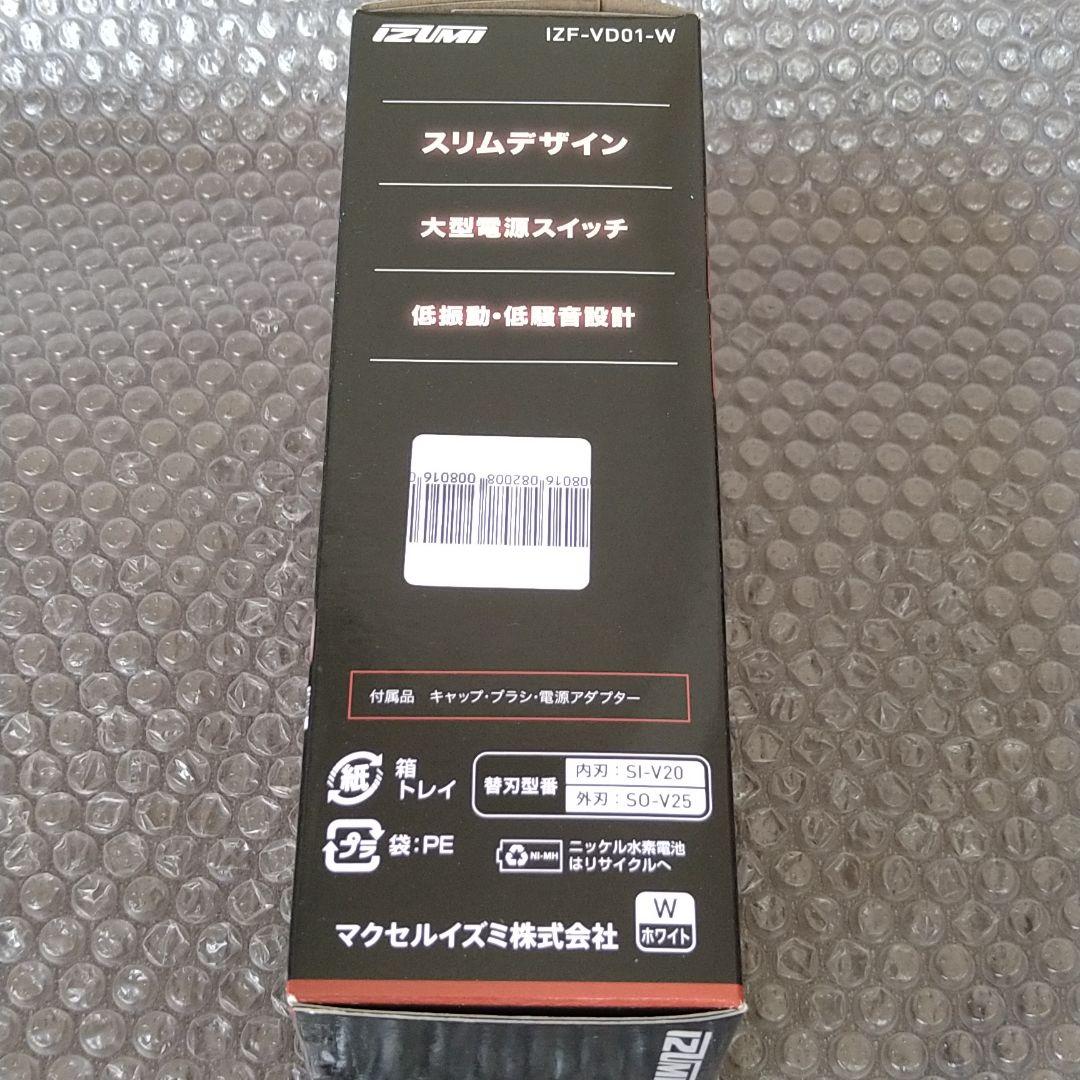 IZUMI IZF-VD01-W
スリムデザイン
大型電源スイッチ
低振動・低騒音設計
008016 082008 008016
付属品 キャップ・ブラシ・電源アダプター
紙 箱
トレイ
替刃型番 内刃：SI-V20
外刃：SO-V25
プラ 袋：PE
NI-MH ニッケル水素電池
はリサイクルへ
マクセルイズミ株式会社
W
ホワイト
IZUMI